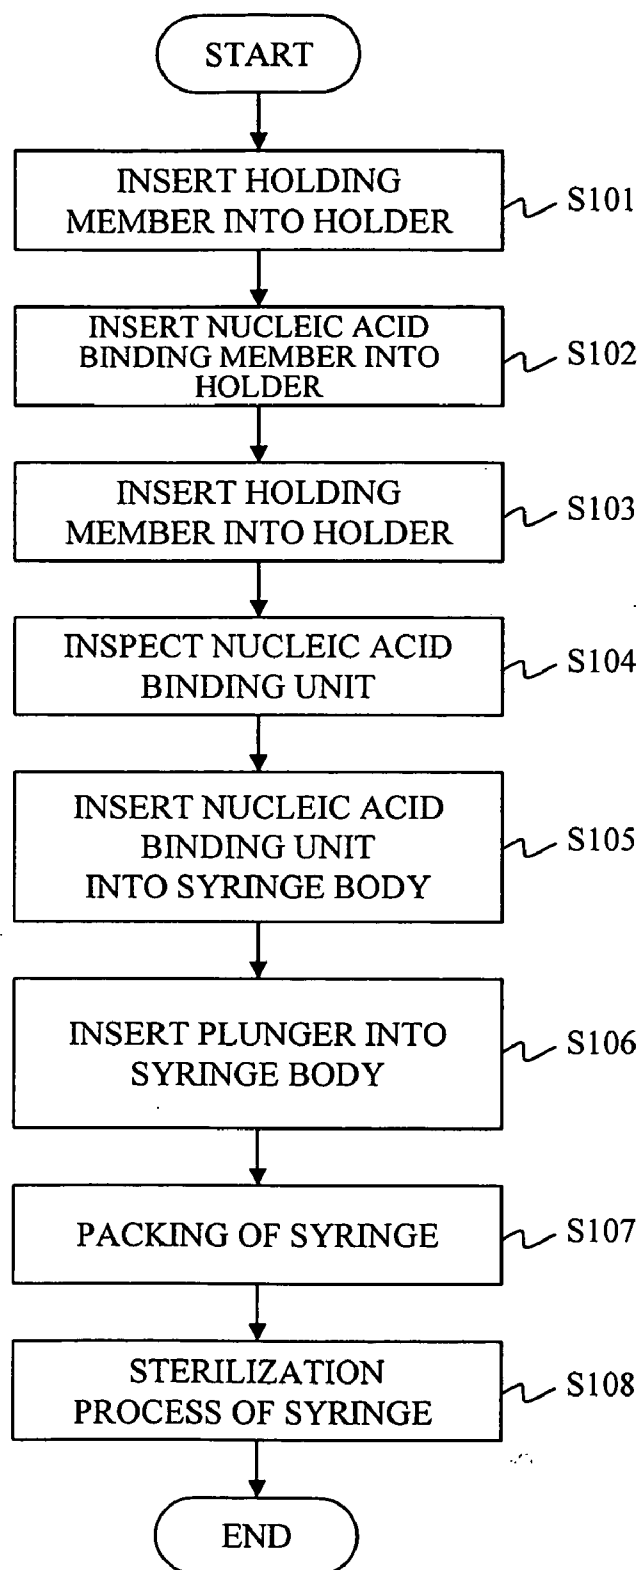 START
INSERT HOLDING
MEMBER INTO HOLDER
S101
INSERT NUCLEIC ACID
BINDING MEMBER INTO
HOLDER
S102
INSERT HOLDING
MEMBER INTO HOLDER
S103
INSPECT NUCLEIC ACID
BINDING UNIT
S104
INSERT NUCLEIC ACID
BINDING UNIT
INTO SYRINGE BODY
S105
INSERT PLUNGER INTO
SYRINGE BODY
S106
PACKING OF SYRINGE
S107
STERILIZATION
PROCESS OF SYRINGE
S108
END